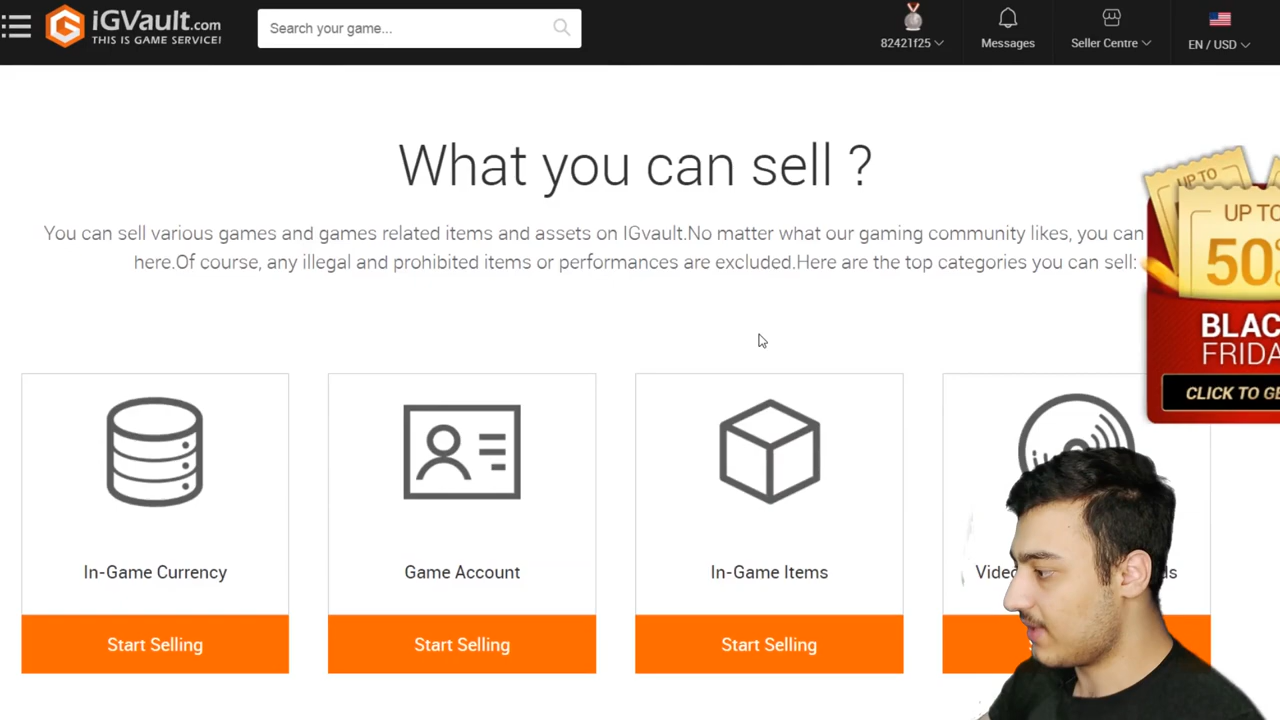 iGVault.com
THIS IS GAME SERVICE!
Search your game...
82421f25
Messages
Seller Centre
EN / USD
What you can sell ?
You can sell various games and games related items and assets on IGvault.No matter what our gaming community likes, you can
here.Of course, any illegal and prohibited items or performances are excluded.Here are the top categories you can sell:
UP TO
UP TO
50%
BLAC
FRIDA
CLICK TO GE
In-Game Currency
Game Account
In-Game Items
Start Selling
Start Selling
Start Selling